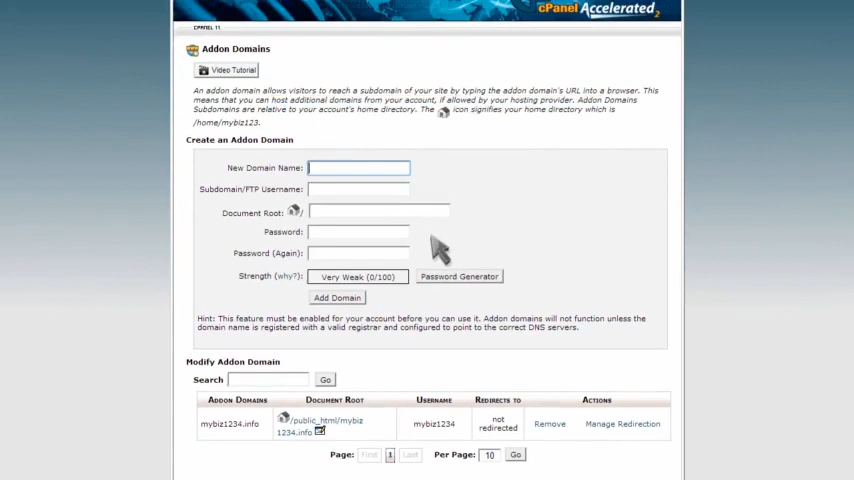 cPanel Accelerated2
CPANEL 11
Addon Domains
Video Tutorial
An addon domain allows visitors to reach a subdomain of your site by typing the addon domain's URL into a browser. This
means that you can host additional domains from your account, if allowed by your hosting provider. Addon Domains
Subdomains are relative to your account's home directory. The icon signifies your home directory which is
/home/mybiz123.
Create an Addon Domain
New Domain Name:
Subdomain/FTP Username:
Document Root: /
Password:
Password (Again):
Strength (why?): Very Weak (0/100) Password Generator
Add Domain
Hint: This feature must be enabled for your account before you can use it. Addon domains will not function unless the
domain name is registered with a valid registrar and configured to point to the correct DNS servers.
Modify Addon Domain
Search Go
ADDON DOMAINS DOCUMENT ROOT USERNAME REDIRECTS TO ACTIONS
mybiz1234.info /public_html/mybiz1234.info mybiz1234 not redirected Remove Manage Redirection
Page: First 1 Last Per Page: 10 Go